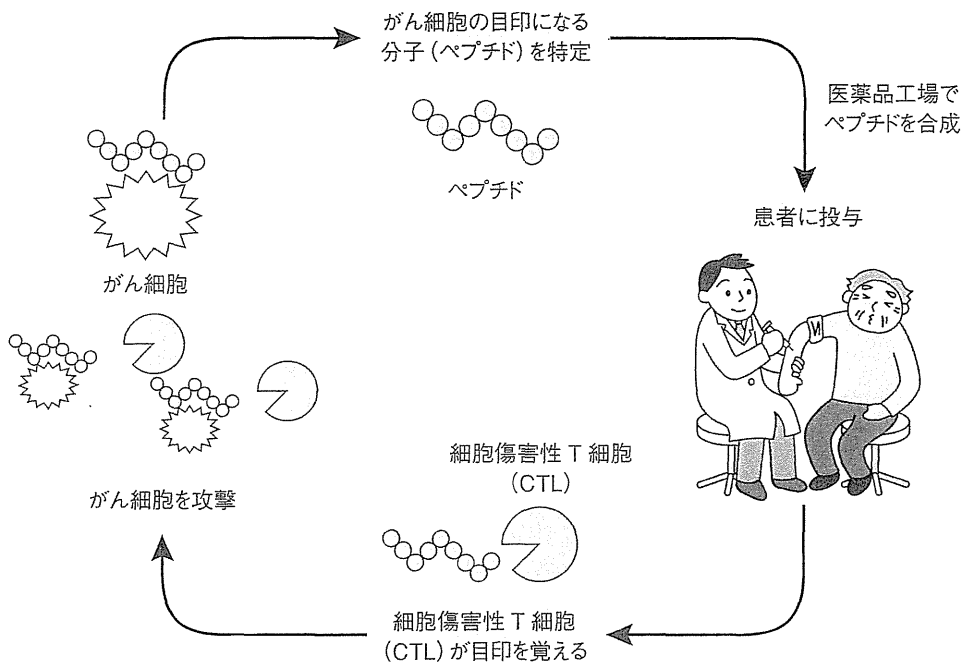 がん細胞の目印になる
分子(ペプチド)を特定
医薬品工場で
ペプチドを合成
ペプチド
患者に投与
がん細胞
細胞傷害性T細胞
(CTL)
がん細胞を攻撃
細胞傷害性T細胞
(CTL)が目印を覚える